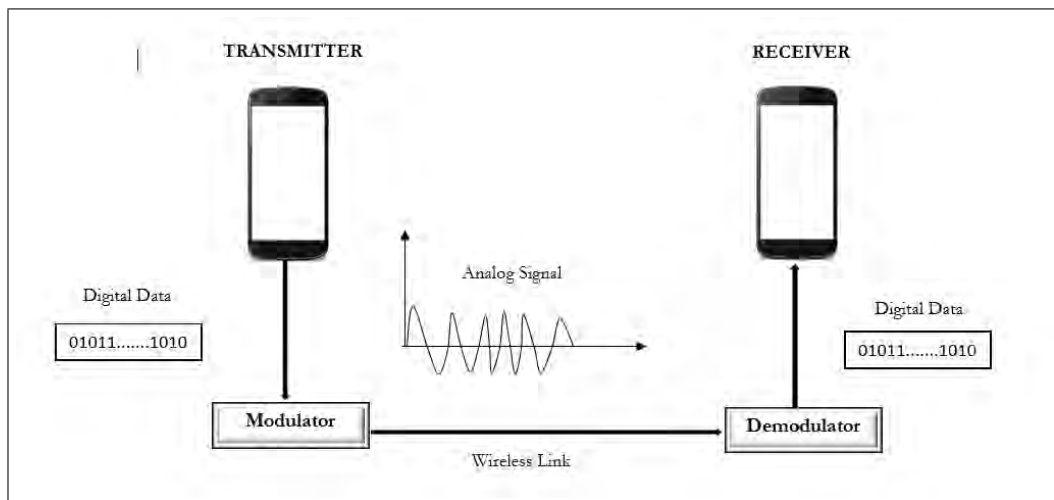 TRANSMITTER
RECEIVER
Analog Signal
Digital Data
01011.......1010
Digital Data
01011.......1010
Modulator
Demodulator
Wireless Link